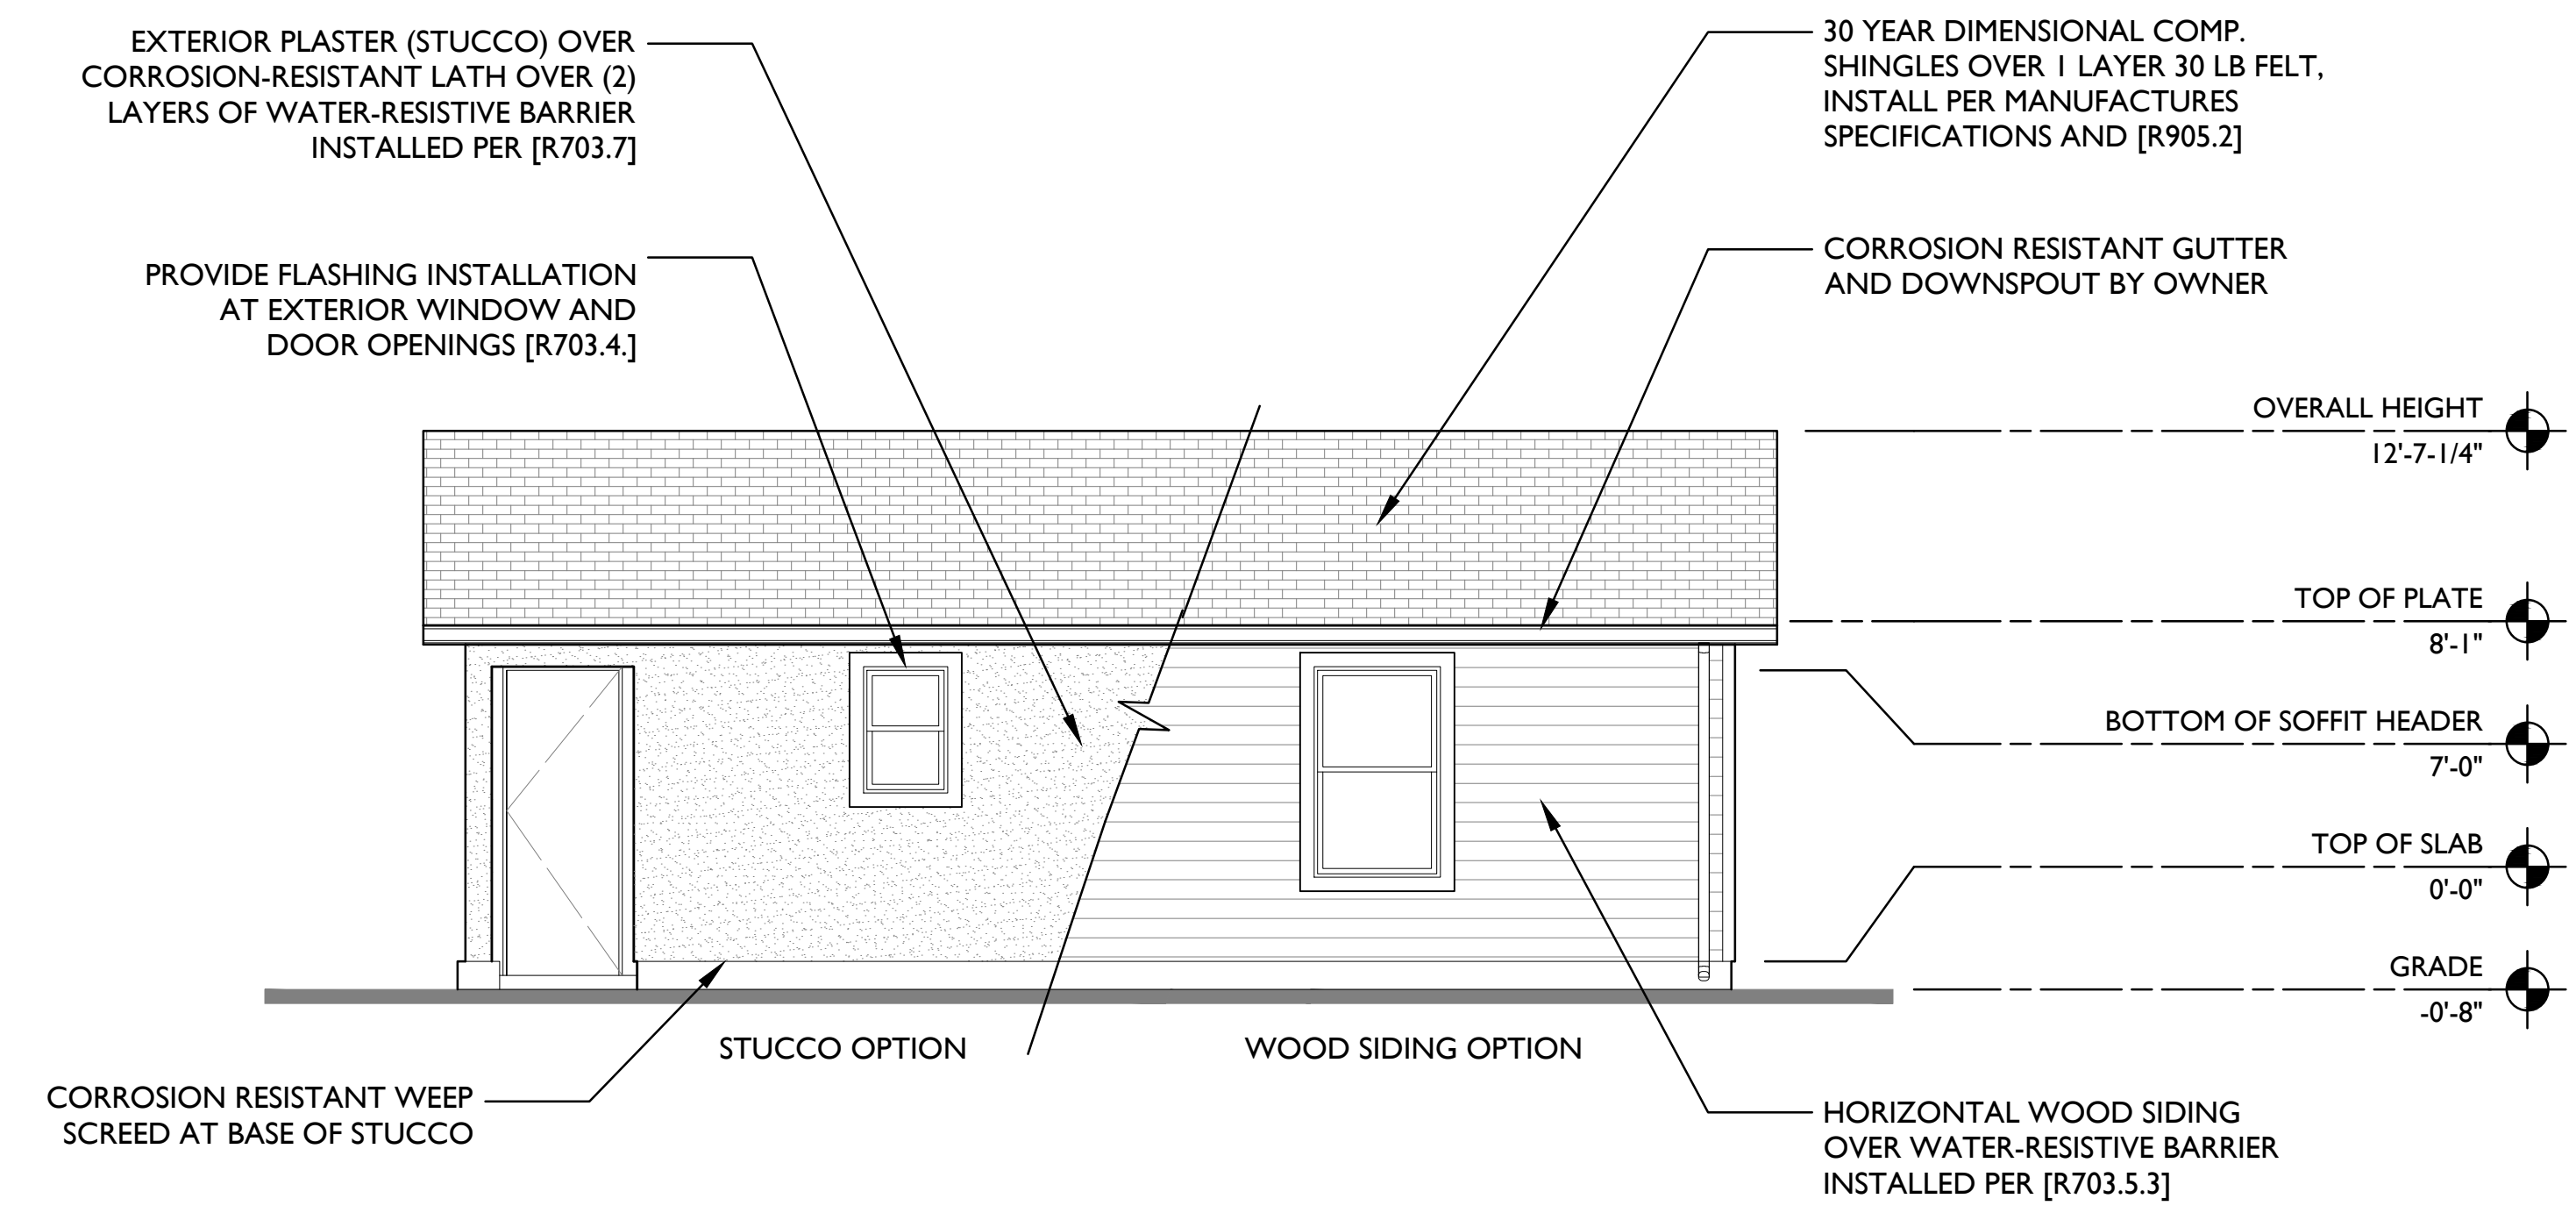 EXTERIOR PLASTER (STUCCO) OVER
CORROSION-RESISTANT LATH OVER (2)
LAYERS OF WATER-RESISTIVE BARRIER
INSTALLED PER [R703.7]
PROVIDE FLASHING INSTALLATION
AT EXTERIOR WINDOW AND
DOOR OPENINGS [R703.4.]
30 YEAR DIMENSIONAL COMP.
SHINGLES OVER 1 LAYER 30 LB FELT,
INSTALL PER MANUFACTURES
SPECIFICATIONS AND [R905.2]
CORROSION RESISTANT GUTTER
AND DOWNSPOUT BY OWNER
OVERALL HEIGHT
12'-7-1/4"
TOP OF PLATE
8'-1"
BOTTOM OF SOFFIT HEADER
7'-0"
TOP OF SLAB
0'-0"
GRADE
-0'-8"
STUCCO OPTION
WOOD SIDING OPTION
CORROSION RESISTANT WEEP
SCREED AT BASE OF STUCCO
HORIZONTAL WOOD SIDING
OVER WATER-RESISTIVE BARRIER
INSTALLED PER [R703.5.3]